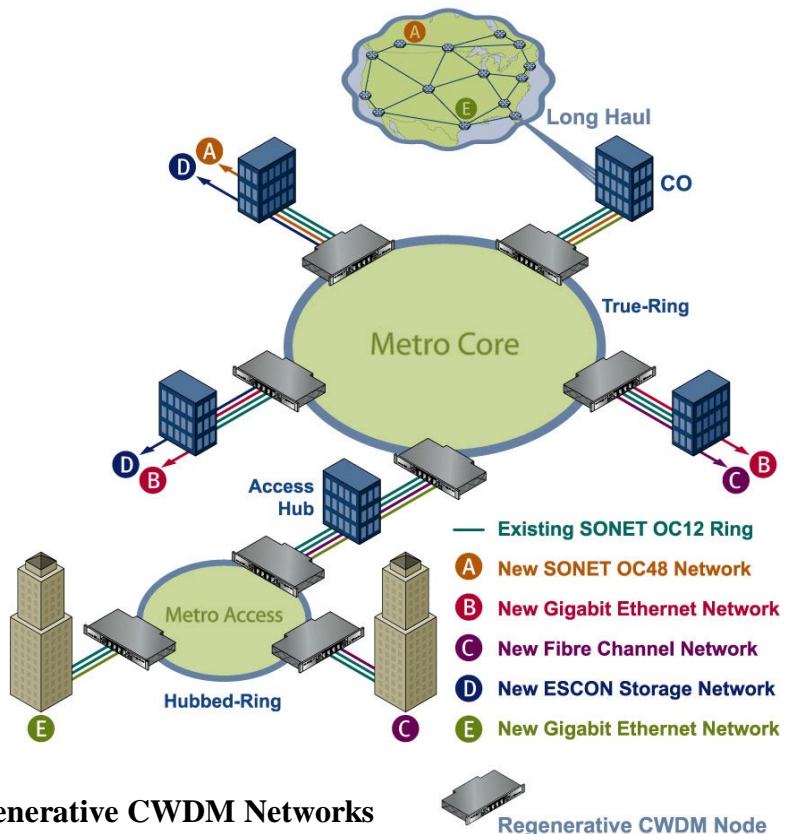 A
E
Long Haul
A
D
CO
True-Ring
Metro Core
D
B
B
C
Access
Hub
Existing SONET OC12 Ring
A New SONET OC48 Network
B New Gigabit Ethernet Network
C New Fibre Channel Network
D New ESCON Storage Network
E New Gigabit Ethernet Network
Metro Access
Hubbed-Ring
E
C
Regenerative CWDM Node
CWDM Networks